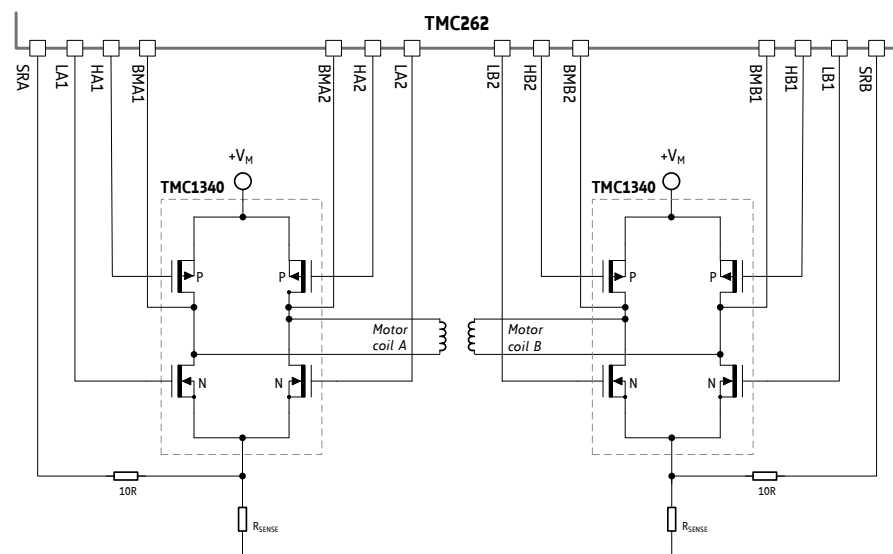 TMC262
SRA
LA1
HA1
BMA1
BMA2
HA2
LA2
LB2
HB2
BMB2
BMB1
HB1
LB1
SRB
+VM
+VM
TMC1340
TMC1340
P
P
P
P
Motor
coil A
Motor
coil B
N
N
N
N
10R
10R
RSENSE
RSENSE